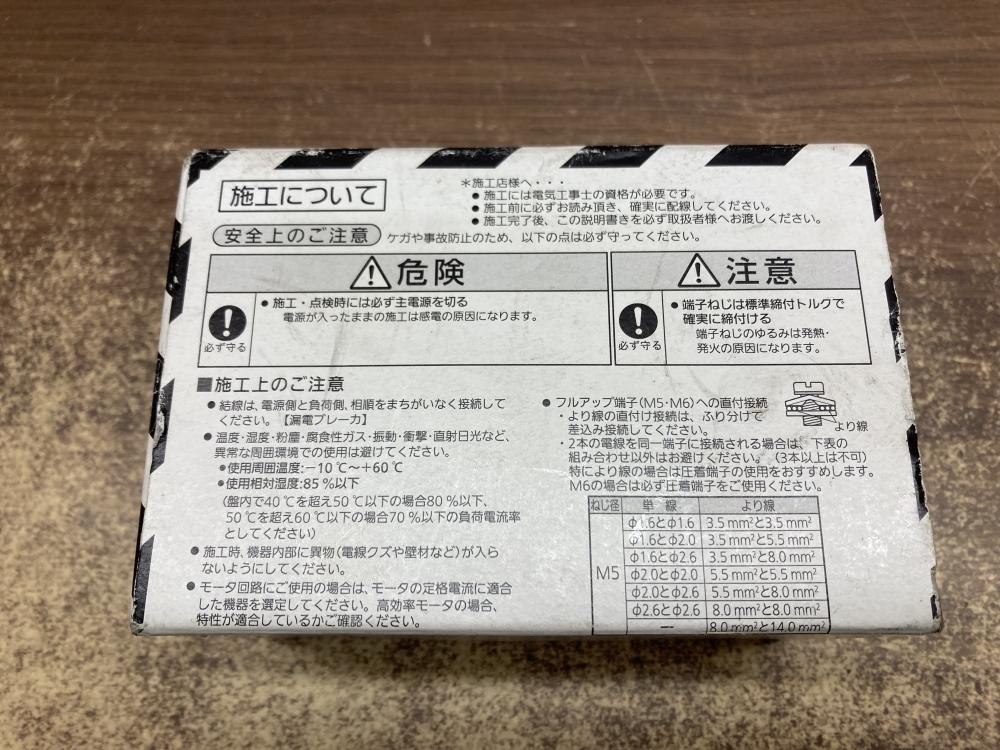 施工について
＊施工店様へ・・・
● 施工には電気工事士の資格が必要です。
● 施工前に必ずお読み頂き、確実に配線してください。
● 施工完了後、この説明書きを必ず取扱者様へお渡しください。
安全上のご注意 ケガや事故防止のため、以下の点は必ず守ってください。
危険
必ず守る
● 施工・点検時には必ず主電源を切る
電源が入ったままの施工は感電の原因になります。
注意
必ず守る
● 端子ねじは標準締付トルクで
確実に締付ける
端子ねじのゆるみは発熱・
発火の原因になります。
■施工上のご注意
● 結線は、電源側と負荷側、相順をまちがいなく接続して
ください。【漏電ブレーカ】
● 温度・湿度・粉塵・腐食性ガス・振動・衝撃・直射日光など、
異常な周囲環境での使用は避けてください。
●使用周囲温度:−10℃〜+60℃
●使用相対湿度:85%以下
(盤内で40℃を超え50℃以下の場合80%以下、
50℃を超え60℃以下の場合70%以下の負荷電流率
としてください)
● 施工時、機器内部に異物(電線クズや壁材など)が入ら
ないようにしてください。
● モータ回路にご使用の場合は、モータの定格電流に適合
した機器を選定してください。高効率モータの場合、
特性が適合しているかご確認ください。
● フルアップ端子(M5・M6)への直付接続
・より線の直付け接続は、ふり分けて
差込み接続してください。
より線
・2本の電線を同一端子に接続される場合は、下表の
組み合わせ以外はお避けください。(3本以上は不可)
特により線の場合は圧着端子の使用をおすすめします。
M6の場合は必ず圧着端子をご使用ください。
ねじ径 単線 より線
M5
φ1.6とφ1.6 3.5mm²と3.5mm²
φ1.6とφ2.0 3.5mm²と5.5mm²
φ1.6とφ2.6 3.5mm²と8.0mm²
φ2.0とφ2.0 5.5mm²と5.5mm²
φ2.0とφ2.6 5.5mm²と8.0mm²
φ2.6とφ2.6 8.0mm²と8.0mm²
― 8.0mm²と14.0mm²